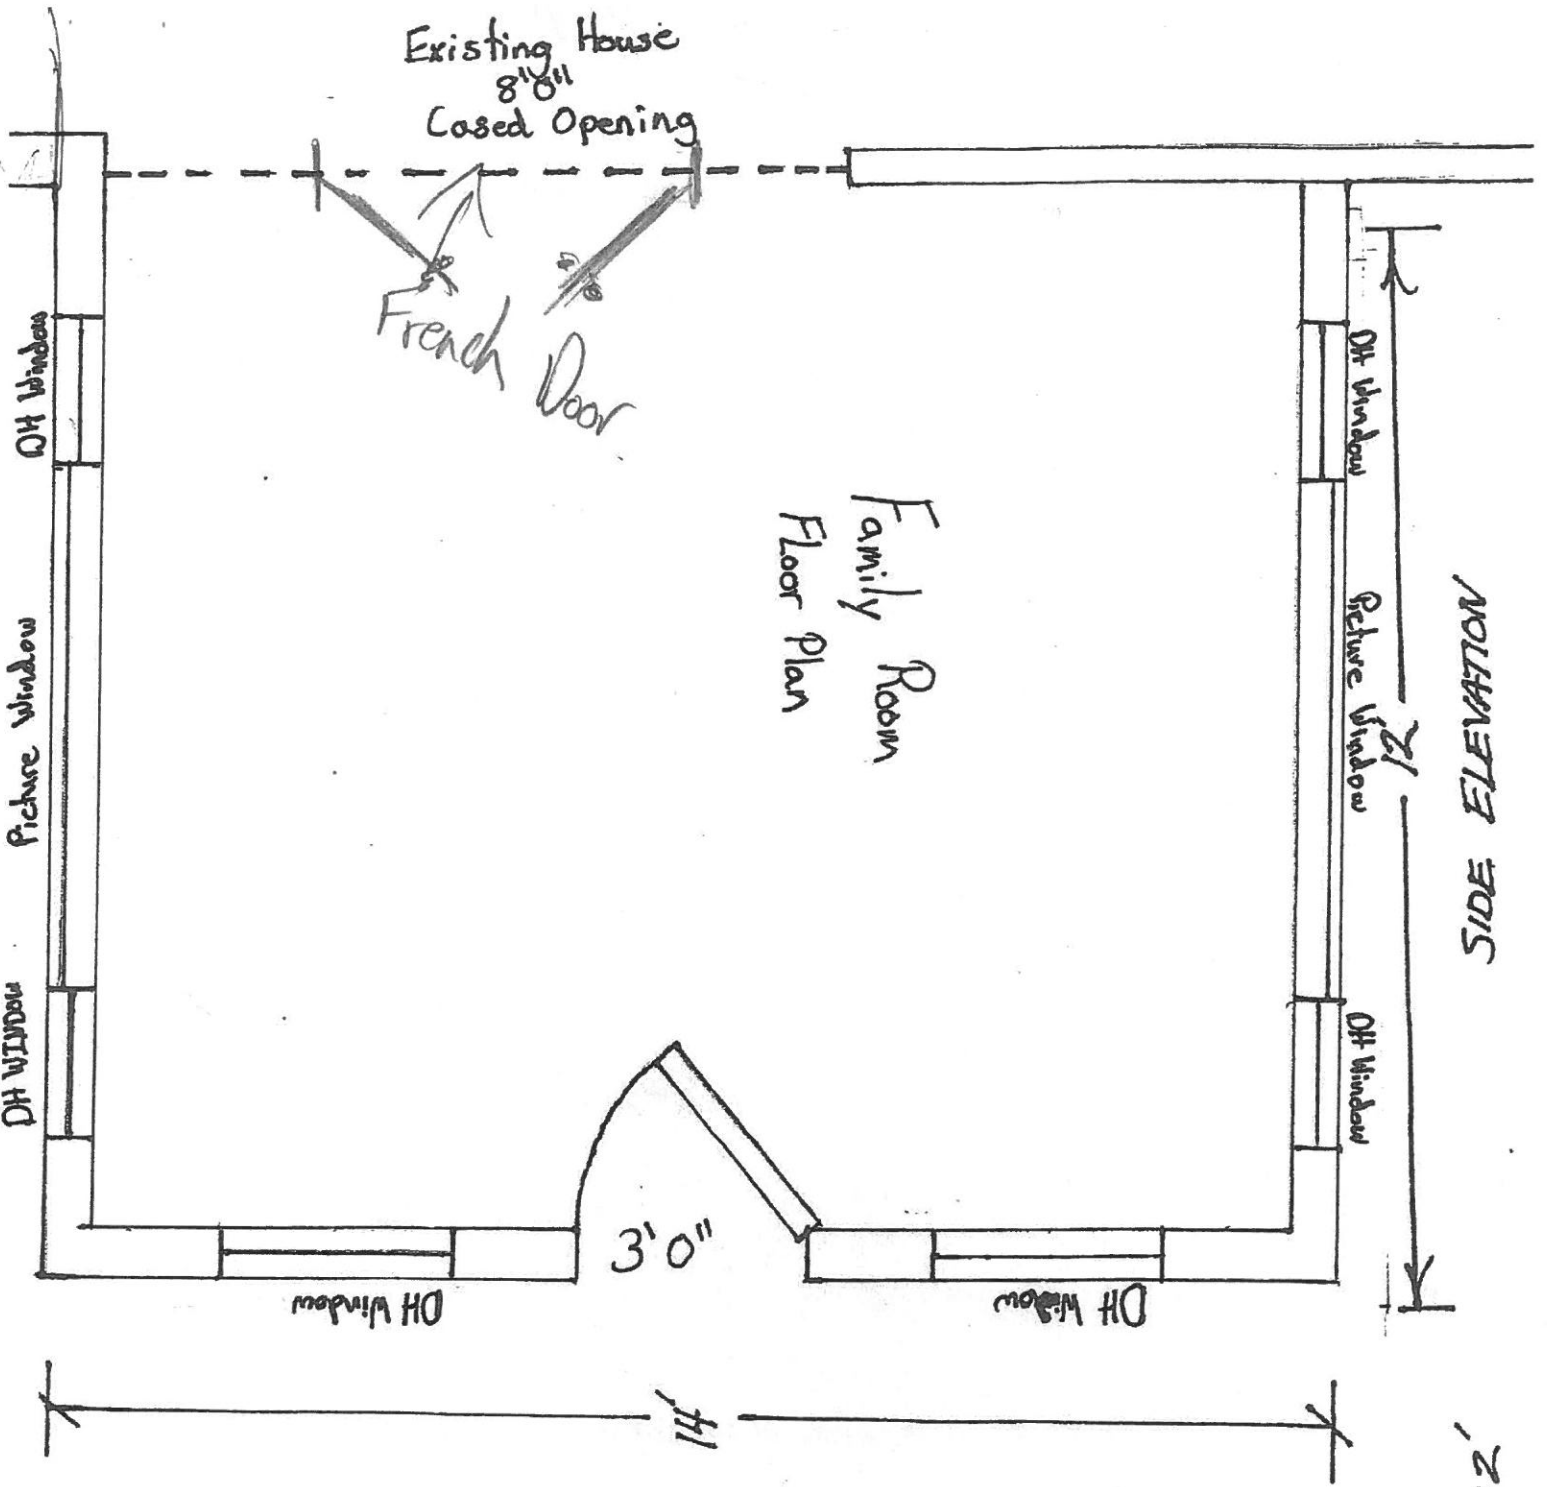 Existing House
8"0"
Cased Opening
French Door
DH Window
Picture Window
DH WINDOW
Family Room
Floor Plan
DH Window
Picture Window
DH Window
12'
SIDE ELEVATION
3'0"
DH Window
DH Window
14'
2'